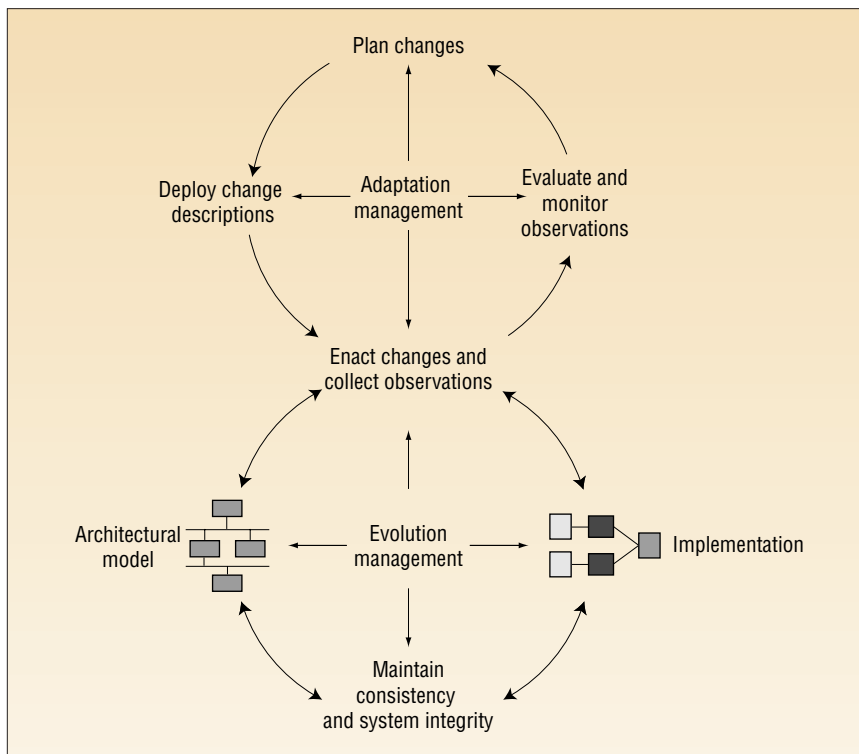 Plan changes
Deploy change
descriptions
Adaptation
management
Evaluate and
monitor
observations
Enact changes and
collect observations
Architectural
model
Evolution
management
Implementation
Maintain
consistency
and system integrity